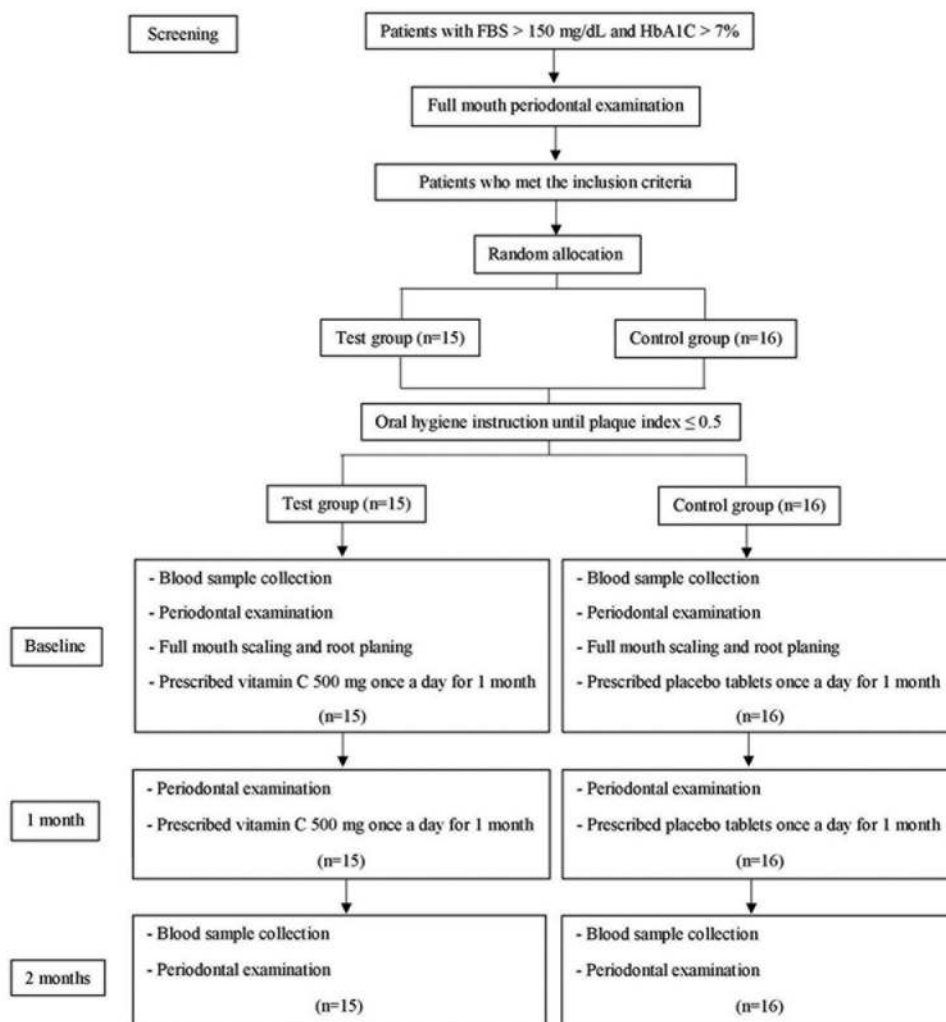 Screening
Patients with FBS > 150 mg/dL and HbA1C > 7%
Full mouth periodontal examination
Patients who met the inclusion criteria
Random allocation
Test group (n=15)
Control group (n=16)
Oral hygiene instruction until plaque index ≤ 0.5
Test group (n=15)
Control group (n=16)
Baseline
- Blood sample collection
- Periodontal examination
- Full mouth scaling and root planing
- Prescribed vitamin C 500 mg once a day for 1 month
(n=15)
- Blood sample collection
- Periodontal examination
- Full mouth scaling and root planing
- Prescribed placebo tablets once a day for 1 month
(n=16)
1 month
- Periodontal examination
- Prescribed vitamin C 500 mg once a day for 1 month
(n=15)
- Periodontal examination
- Prescribed placebo tablets once a day for 1 month
(n=16)
2 months
- Blood sample collection
- Periodontal examination
(n=15)
- Blood sample collection
- Periodontal examination
(n=16)